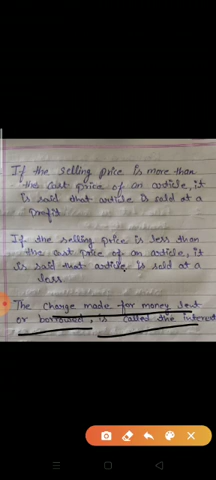 If the selling price is more than
the cost price of an article, it
is said that article is sold at a
profit
If the selling price is less than
the cost price of an article, it
is said that article is sold at a
loss
The charge made for money lent
or borrowed, is called the interest